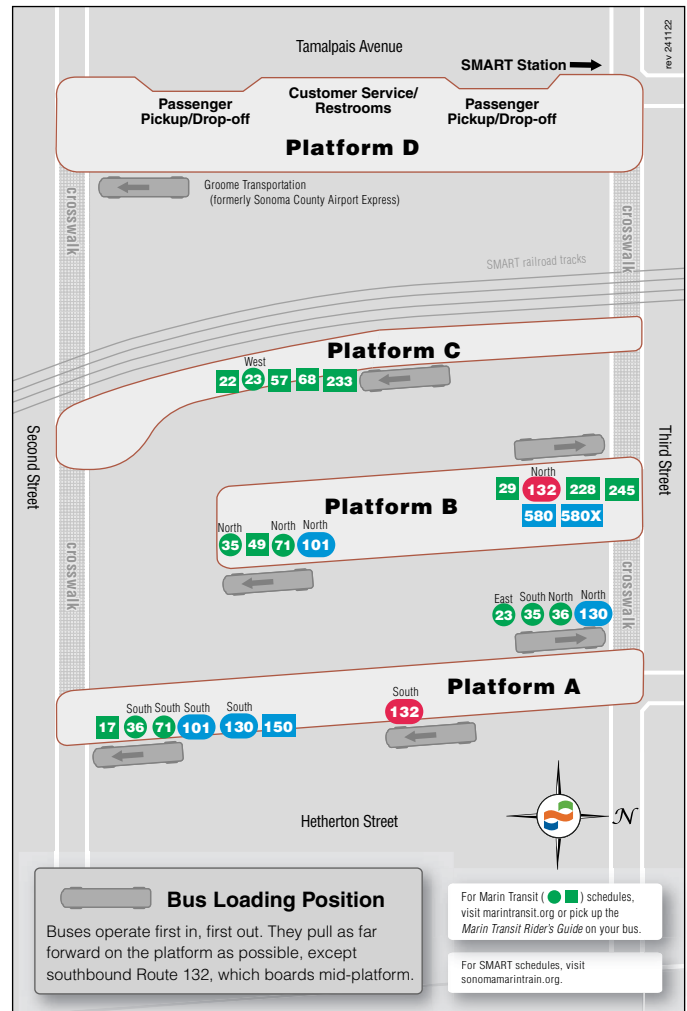 rev 241122
Tamalpais Avenue
SMART Station
Passenger
Pickup/Drop-off
Customer Service/
Restrooms
Passenger
Pickup/Drop-off
Platform D
crosswalk
Groome Transportation
(formerly Sonoma County Airport Express)
crosswalk
SMART railroad tracks
Platform C
West
22 23 57 68 233
Second Street
Third Street
North
29 132 228 245
580 580X
Platform B
North North North
35 49 71 101
crosswalk
crosswalk
East South North North
23 35 36 130
Platform A
South
132
South South South South
17 36 71 101 130 150
Hetherton Street
N
Bus Loading Position
Buses operate first in, first out. They pull as far
forward on the platform as possible, except
southbound Route 132, which boards mid-platform.
For Marin Transit ( ) schedules,
visit marintransit.org or pick up the
Marin Transit Rider's Guide on your bus.
For SMART schedules, visit
sonomamarintrain.org.